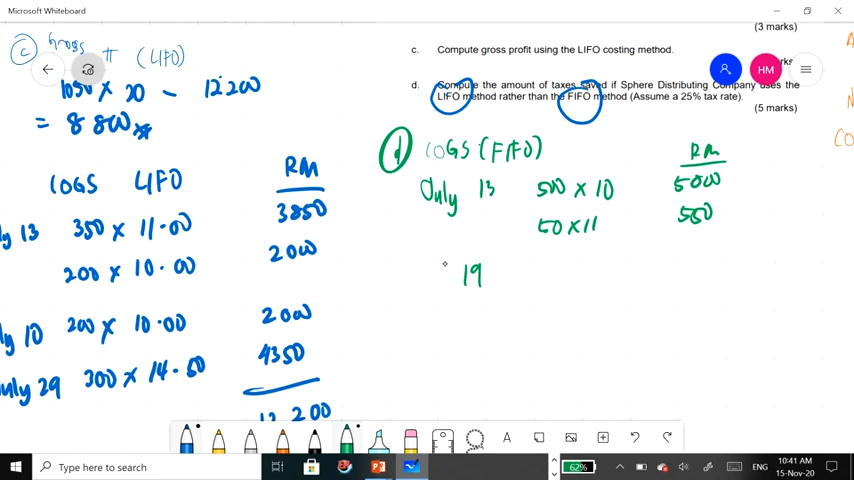 Microsoft Whiteboard
(3 marks)
c. Compute gross profit using the LIFO costing method.
d. Compute the amount of taxes saved if Sphere Distributing Company uses the
LIFO method rather than the FIFO method (Assume a 25% tax rate).
(5 marks)
HM
c Gross π (LIFO)
1050 × 20 - 12200
= 8800
COGS LIFO RM
y 13 350 × 11.00 3850
200 × 10.00 2000
y 10 200 × 10.00 2000
uly 29 300 × 14.50 4350
12 200
d COGS (FIFO) RM
July 13 500 × 10 5000
50 × 11 550
19
CO
Type here to search
62%
ENG
10:41 AM
15-Nov-20